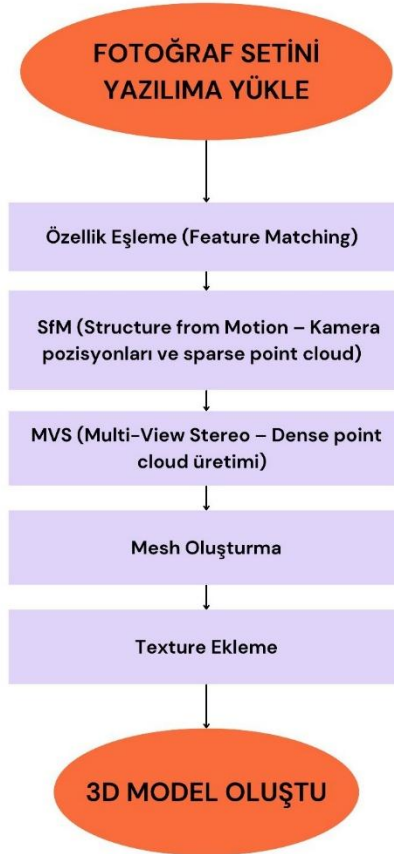 FOTOĞRAF SETİNİ
YAZILIMA YÜKLE
Özellik Eşleme (Feature Matching)
SfM (Structure from Motion – Kamera
pozisyonları ve sparse point cloud)
MVS (Multi-View Stereo – Dense point
cloud üretimi)
Mesh Oluşturma
Texture Ekleme
3D MODEL OLUŞTU